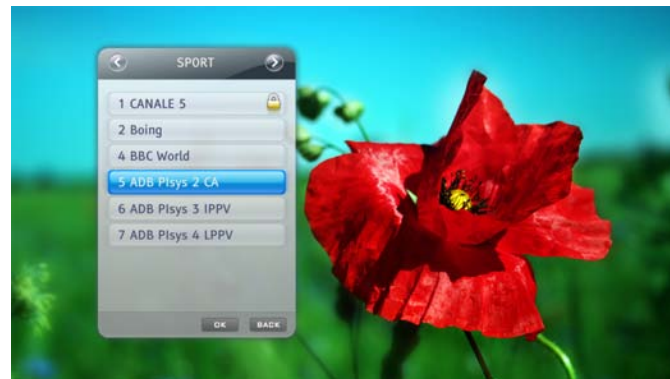 SPORT
1 CANALE 5
2 Boing
4 BBC World
5 ADB Plsys 2 CA
6 ADB Plsys 3 IPPV
7 ADB Plsys 4 LPPV
OK BACK